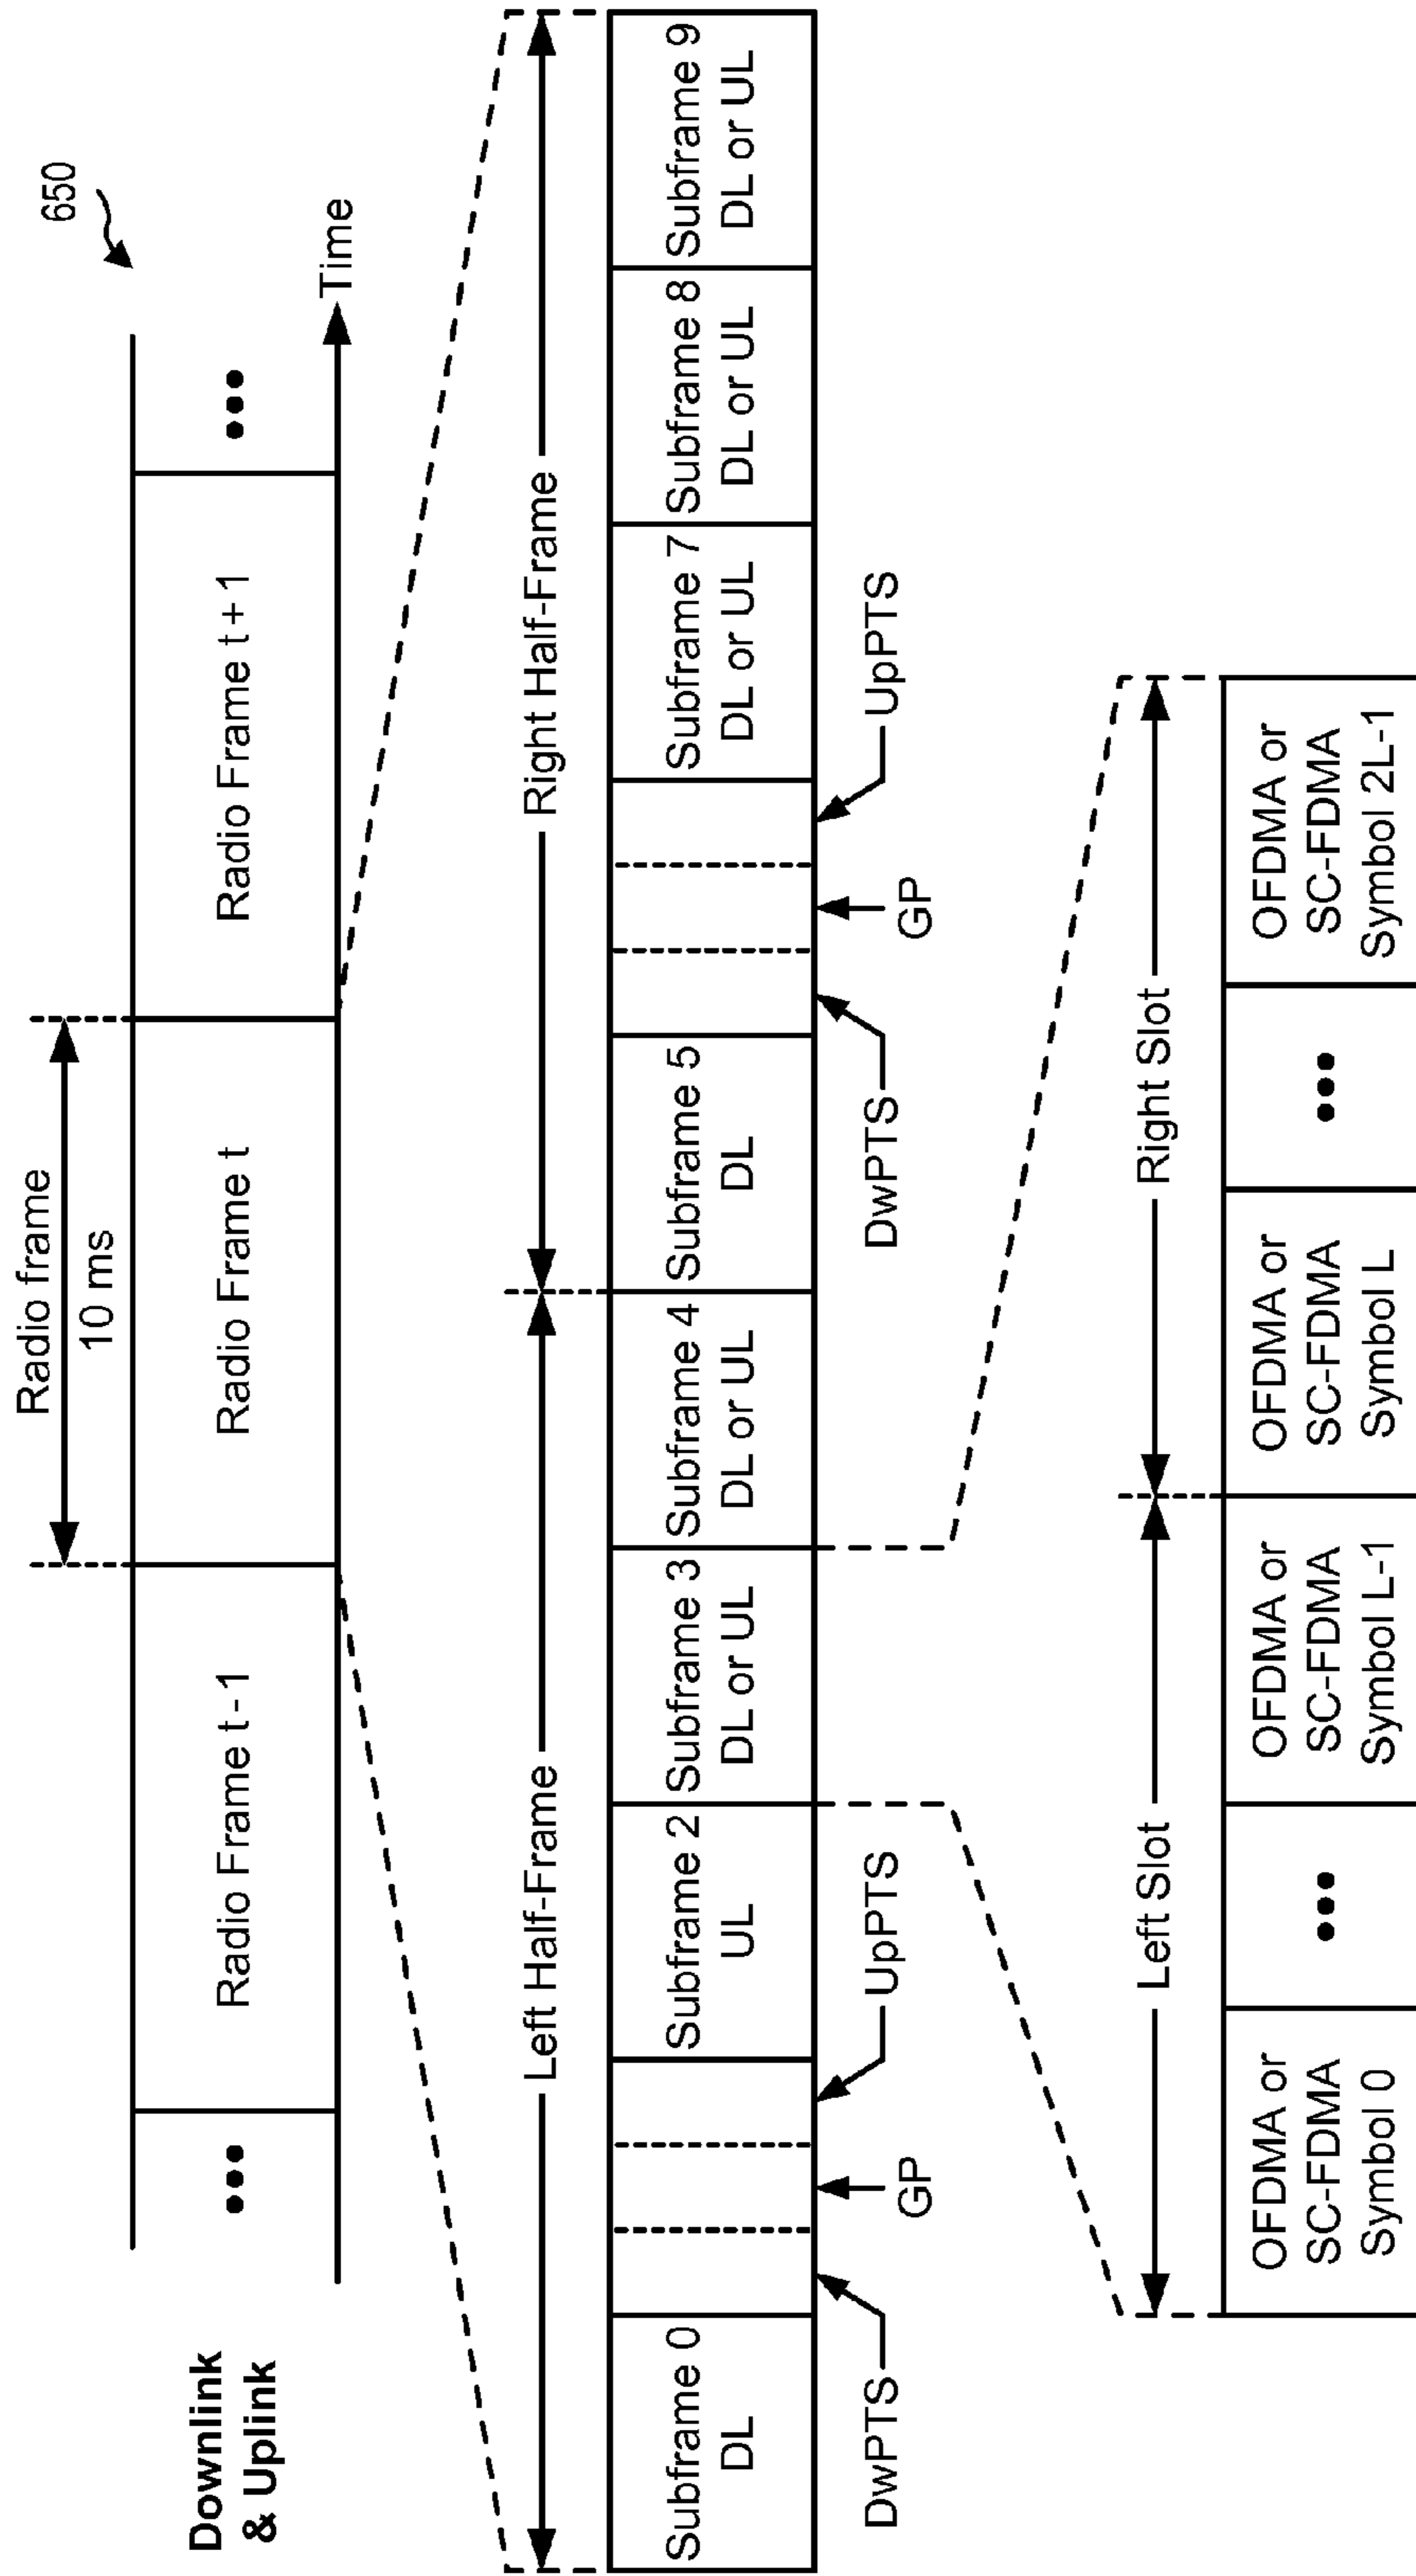 650
Radio frame
10 ms
Downlink
& Uplink
•••
Radio Frame t-1
Radio Frame t
Radio Frame t+1
•••
Time
Left Half-Frame
Right Half-Frame
Subframe 0
DL
Subframe 2
UL
Subframe 3
DL or UL
Subframe 4
DL or UL
Subframe 5
DL
Subframe 7
DL or UL
Subframe 8
DL or UL
Subframe 9
DL or UL
DwPTS
GP
UpPTS
DwPTS
GP
UpPTS
Left Slot
Right Slot
OFDMA or
SC-FDMA
Symbol 0
•••
OFDMA or
SC-FDMA
Symbol L-1
OFDMA or
SC-FDMA
Symbol L
•••
OFDMA or
SC-FDMA
Symbol 2L-1